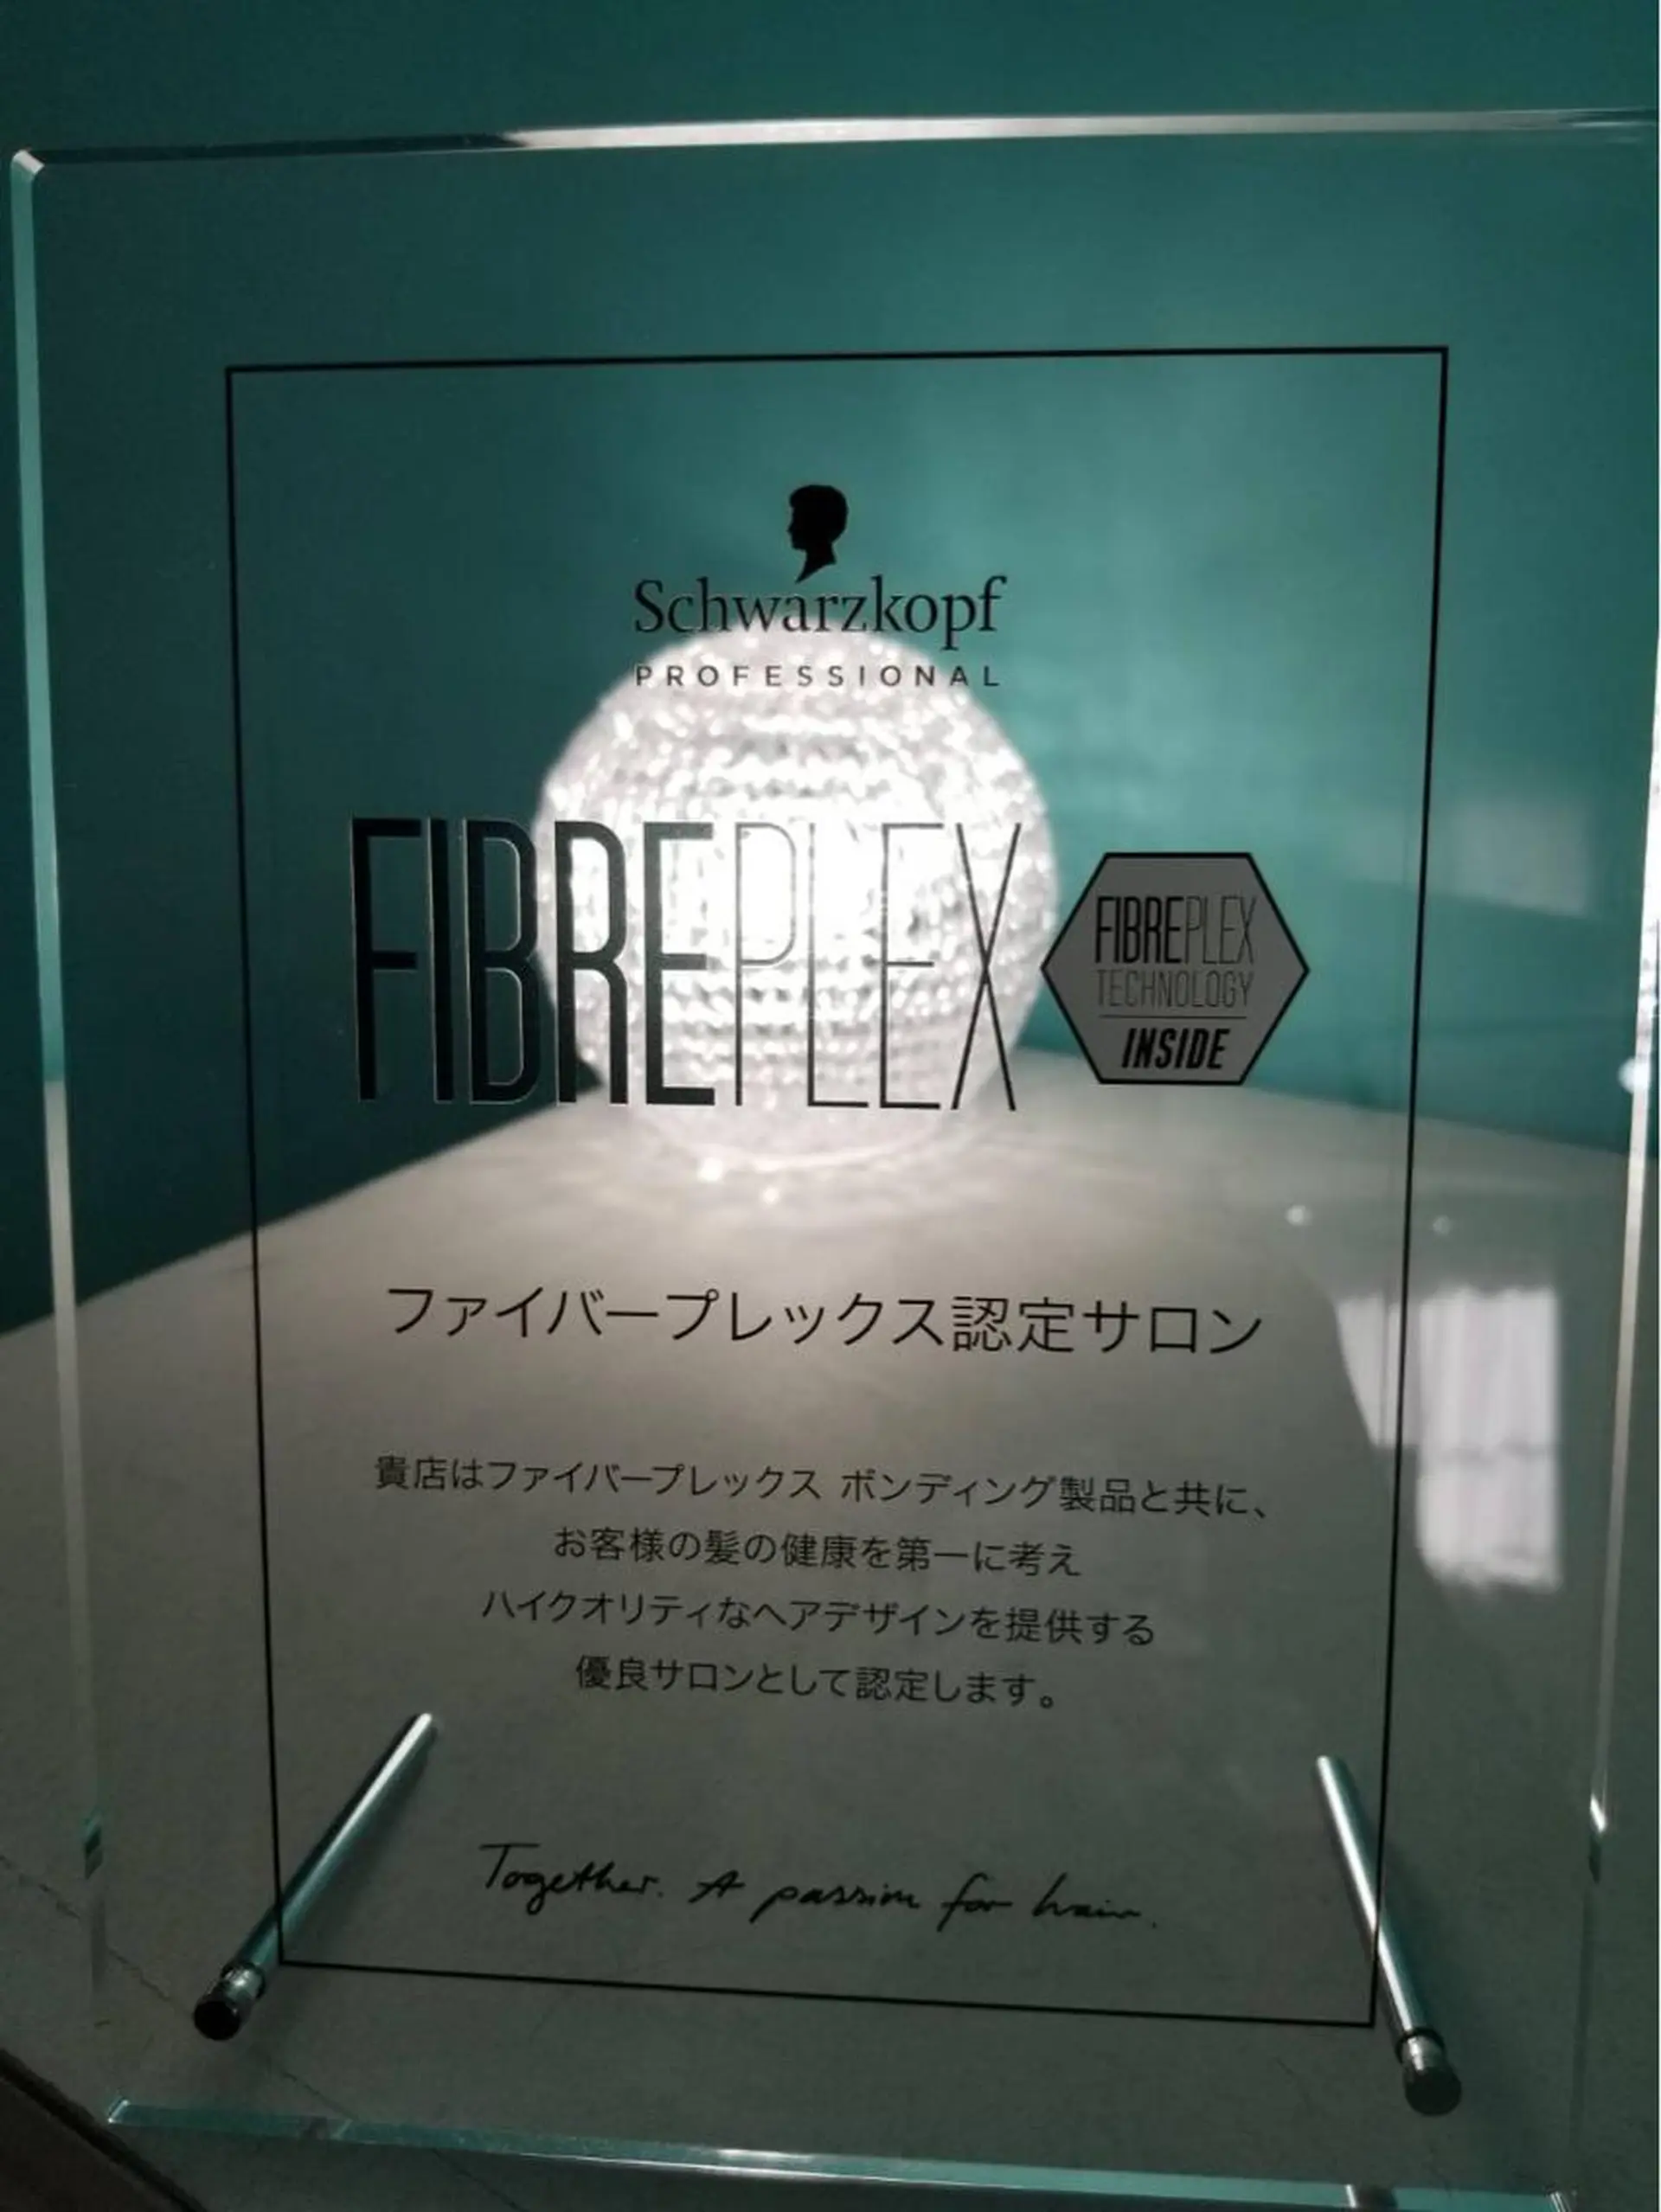 Schwarzkopf
PROFESSIONAL
FIBREPLEX
FIBREPLEX
TECHNOLOGY
INSIDE
ファイバープレックス認定サロン
貴店はファイバープレックス ボンディング製品と共に、
お客様の髪の健康を第一に考え
ハイクオリティなヘアデザインを提供する
優良サロンとして認定します。
Together. A passion for hair.